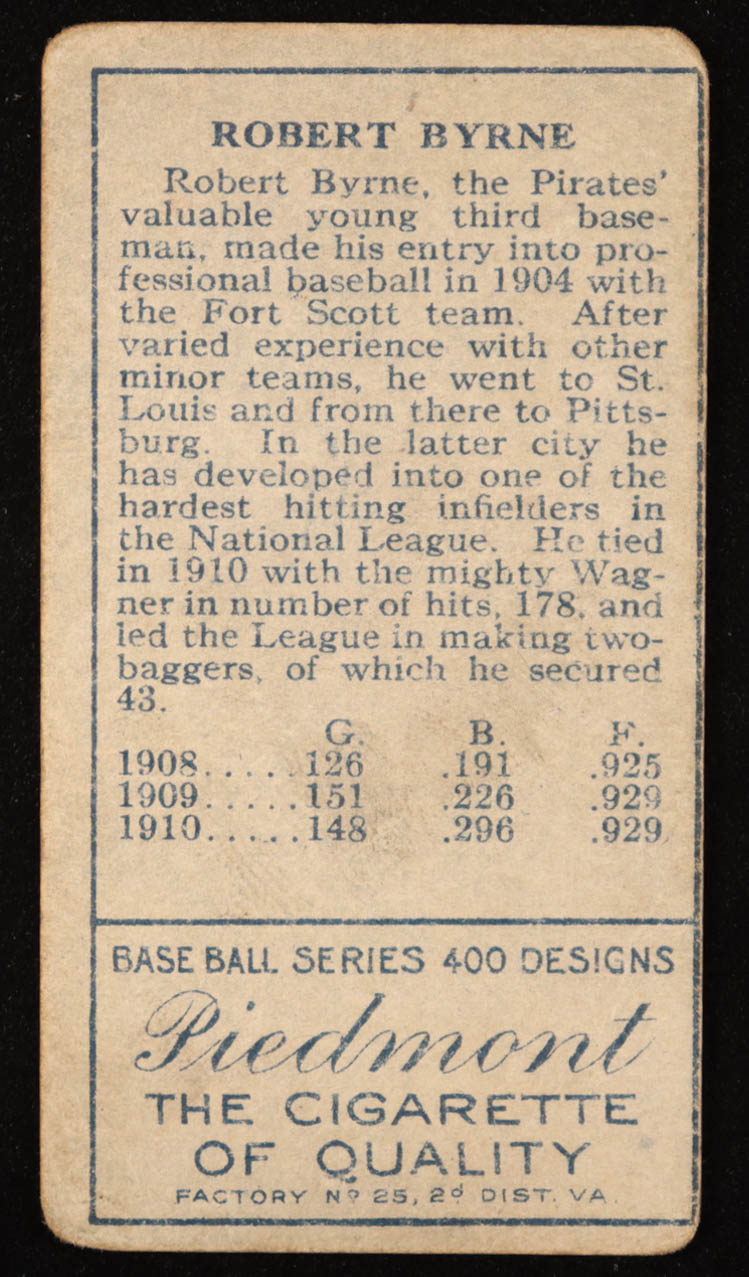 ROBERT BYRNE
Robert Byrne, the Pirates'
valuable young third base-
man, made his entry into pro-
fessional baseball in 1904 with
the Fort Scott team. After
varied experience with other
minor teams, he went to St.
Louis and from there to Pitts-
burg. In the latter city he
has developed into one of the
hardest hitting infielders in
the National League. He tied
in 1910 with the mighty Wag-
ner in number of hits, 178, and
led the League in making two-
baggers, of which he secured
43.
G. B. F.
1908.....126 .191 .925
1909.....151 .226 .929
1910.....148 .296 .929
BASE BALL SERIES 400 DESIGNS
Piedmont
THE CIGARETTE
OF QUALITY
FACTORY Nº 25, 2d DIST. VA.